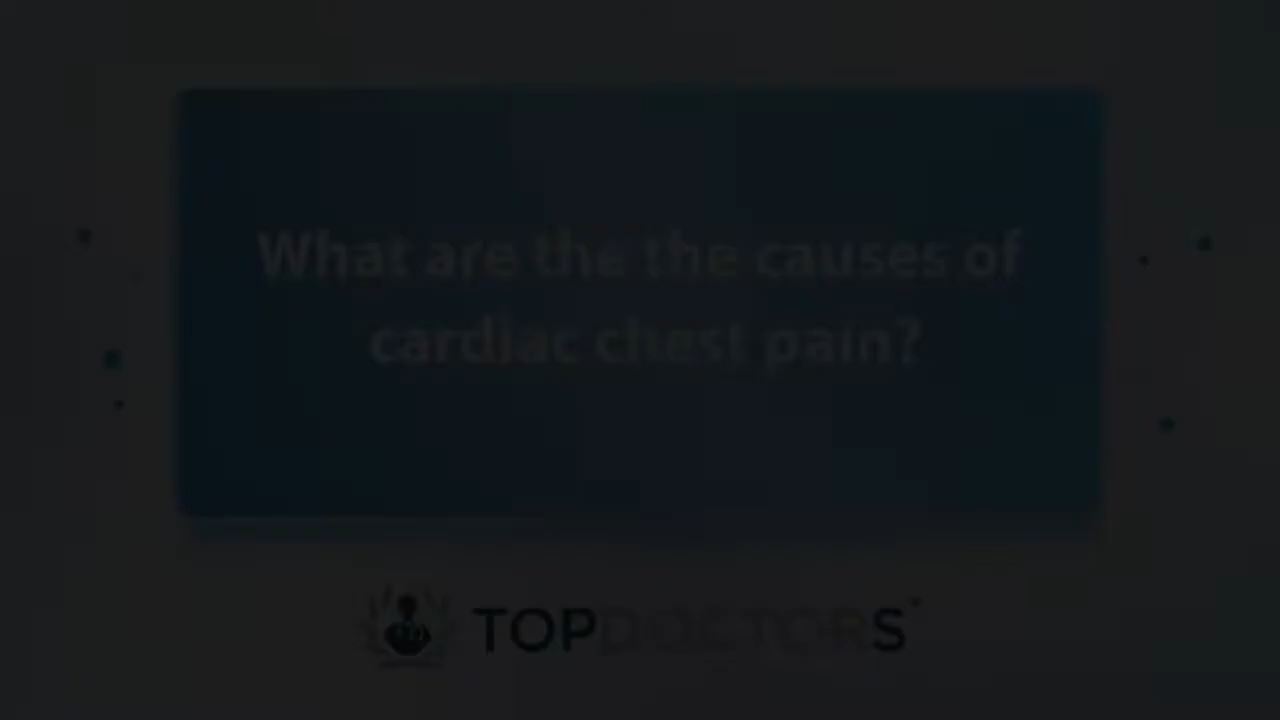 What are the the causes of
cardiac chest pain?
TOPDOCTORS